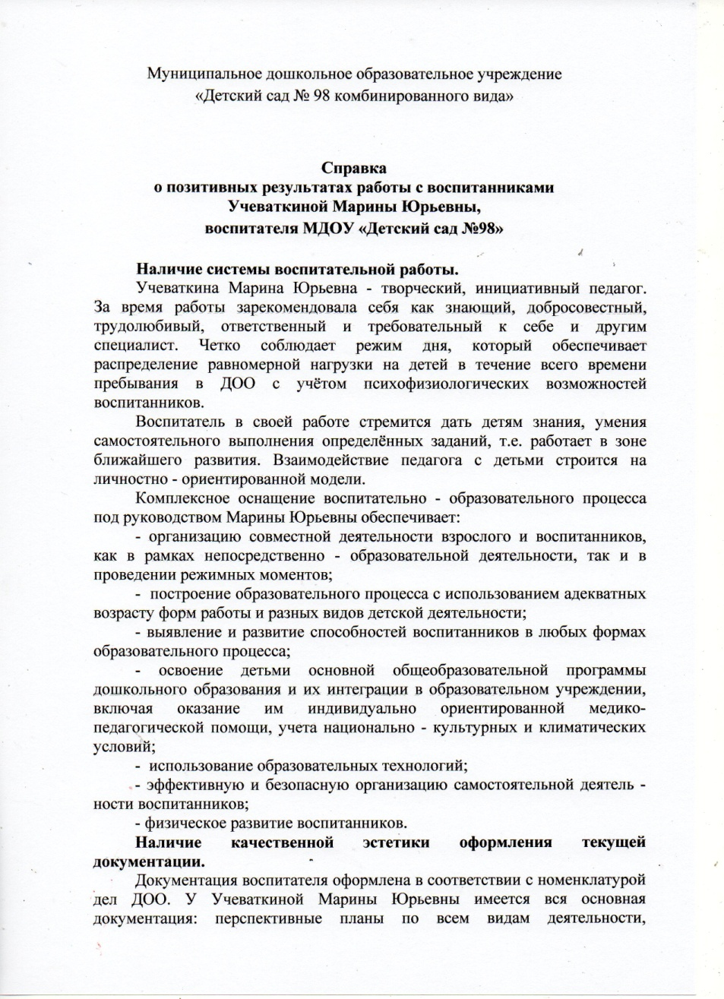 Муниципальное дошкольное образовательное учреждение
«Детский сад № 98 комбинированного вида»
Справка
о позитивных результатах работы с воспитанниками
Учеваткиной Марины Юрьевны,
воспитателя МДОУ «Детский сад №98»
Наличие системы воспитательной работы.
Учеваткина Марина Юрьевна - творческий, инициативный педагог.
За время работы зарекомендовала себя как знающий, добросовестный,
трудолюбивый, ответственный и требовательный к себе и другим
специалист. Четко соблюдает режим дня, который обеспечивает
распределение равномерной нагрузки на детей в течение всего времени
пребывания в ДОО с учётом психофизиологических возможностей
воспитанников.
Воспитатель в своей работе стремится дать детям знания, умения
самостоятельного выполнения определённых заданий, т.е. работает в зоне
ближайшего развития. Взаимодействие педагога с детьми строится на
личностно - ориентированной модели.
Комплексное оснащение воспитательно - образовательного процесса
под руководством Марины Юрьевны обеспечивает:
- организацию совместной деятельности взрослого и воспитанников,
как в рамках непосредственно - образовательной деятельности, так и в
проведении режимных моментов;
- построение образовательного процесса с использованием адекватных
возрасту форм работы и разных видов детской деятельности;
- выявление и развитие способностей воспитанников в любых формах
образовательного процесса;
- освоение детьми основной общеобразовательной программы
дошкольного образования и их интеграции в образовательном учреждении,
включая оказание им индивидуально ориентированной медико-
педагогической помощи, учета национально - культурных и климатических
условий;
- использование образовательных технологий;
- эффективную и безопасную организацию самостоятельной деятель -
ности воспитанников;
- физическое развитие воспитанников.
Наличие качественной эстетики оформления текущей
документации.
Документация воспитателя оформлена в соответствии с номенклатурой
дел ДОО. У Учеваткиной Марины Юрьевны имеется вся основная
документация: перспективные планы по всем видам деятельности,